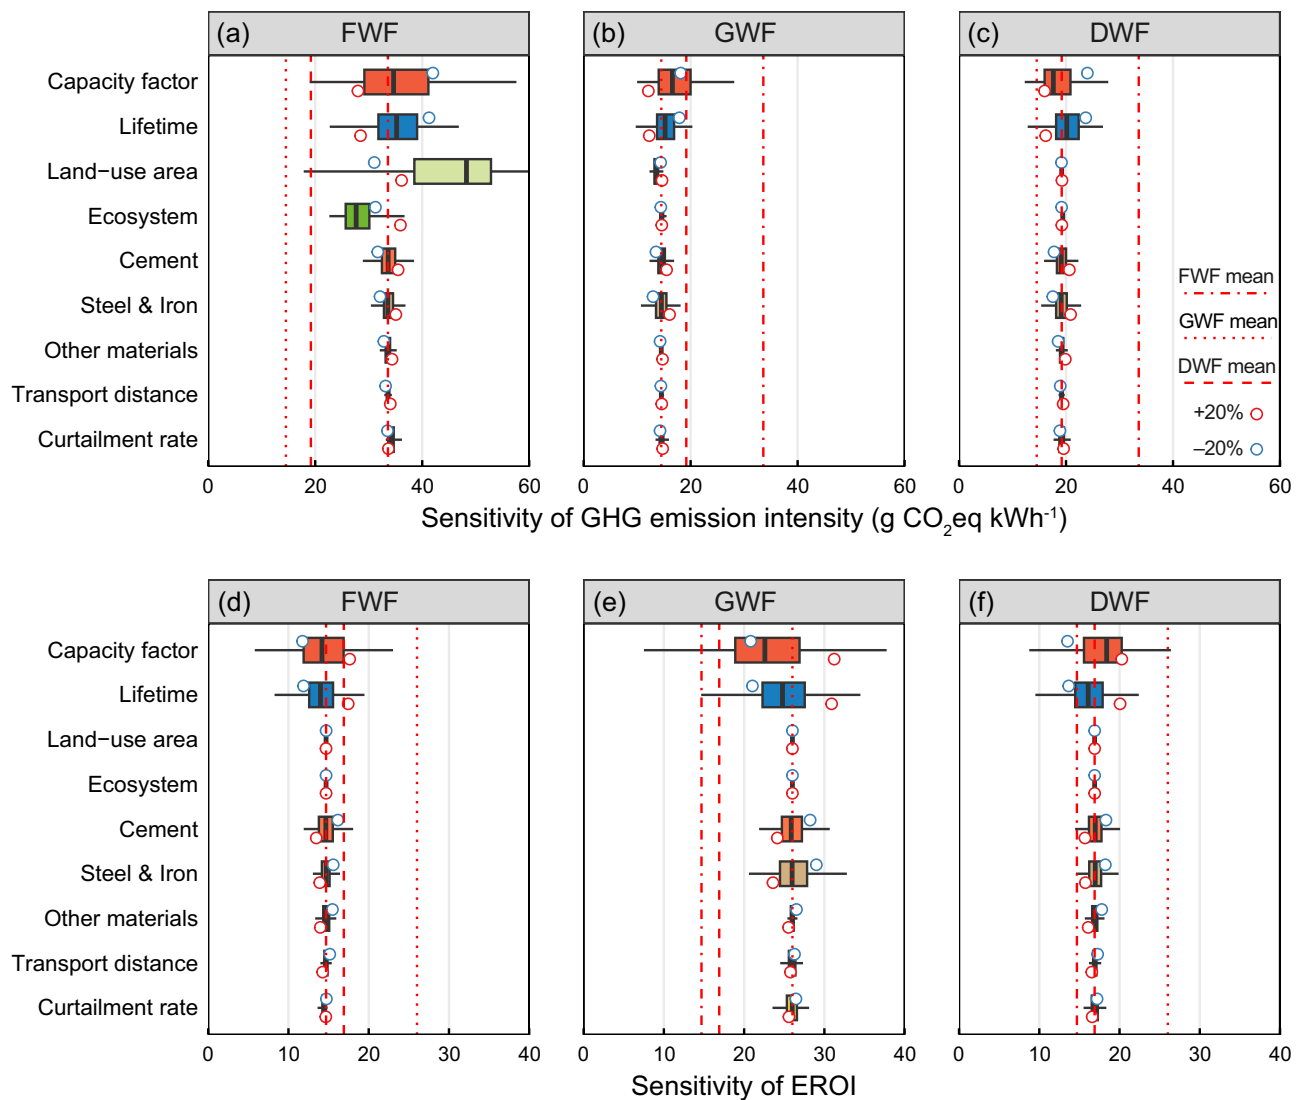 (a) FWF
(b) GWF
(c) DWF
Capacity factor
Lifetime
Land−use area
Ecosystem
Cement
Steel & Iron
Other materials
Transport distance
Curtailment rate
FWF mean
GWF mean
DWF mean
+20%
−20%
0 20 40 60 0 20 40 60 0 20 40 60
Sensitivity of GHG emission intensity (g CO2eq kWh-1)
(d) FWF
(e) GWF
(f) DWF
Capacity factor
Lifetime
Land−use area
Ecosystem
Cement
Steel & Iron
Other materials
Transport distance
Curtailment rate
0 10 20 30 40 0 10 20 30 40 0 10 20 30 40
Sensitivity of EROI